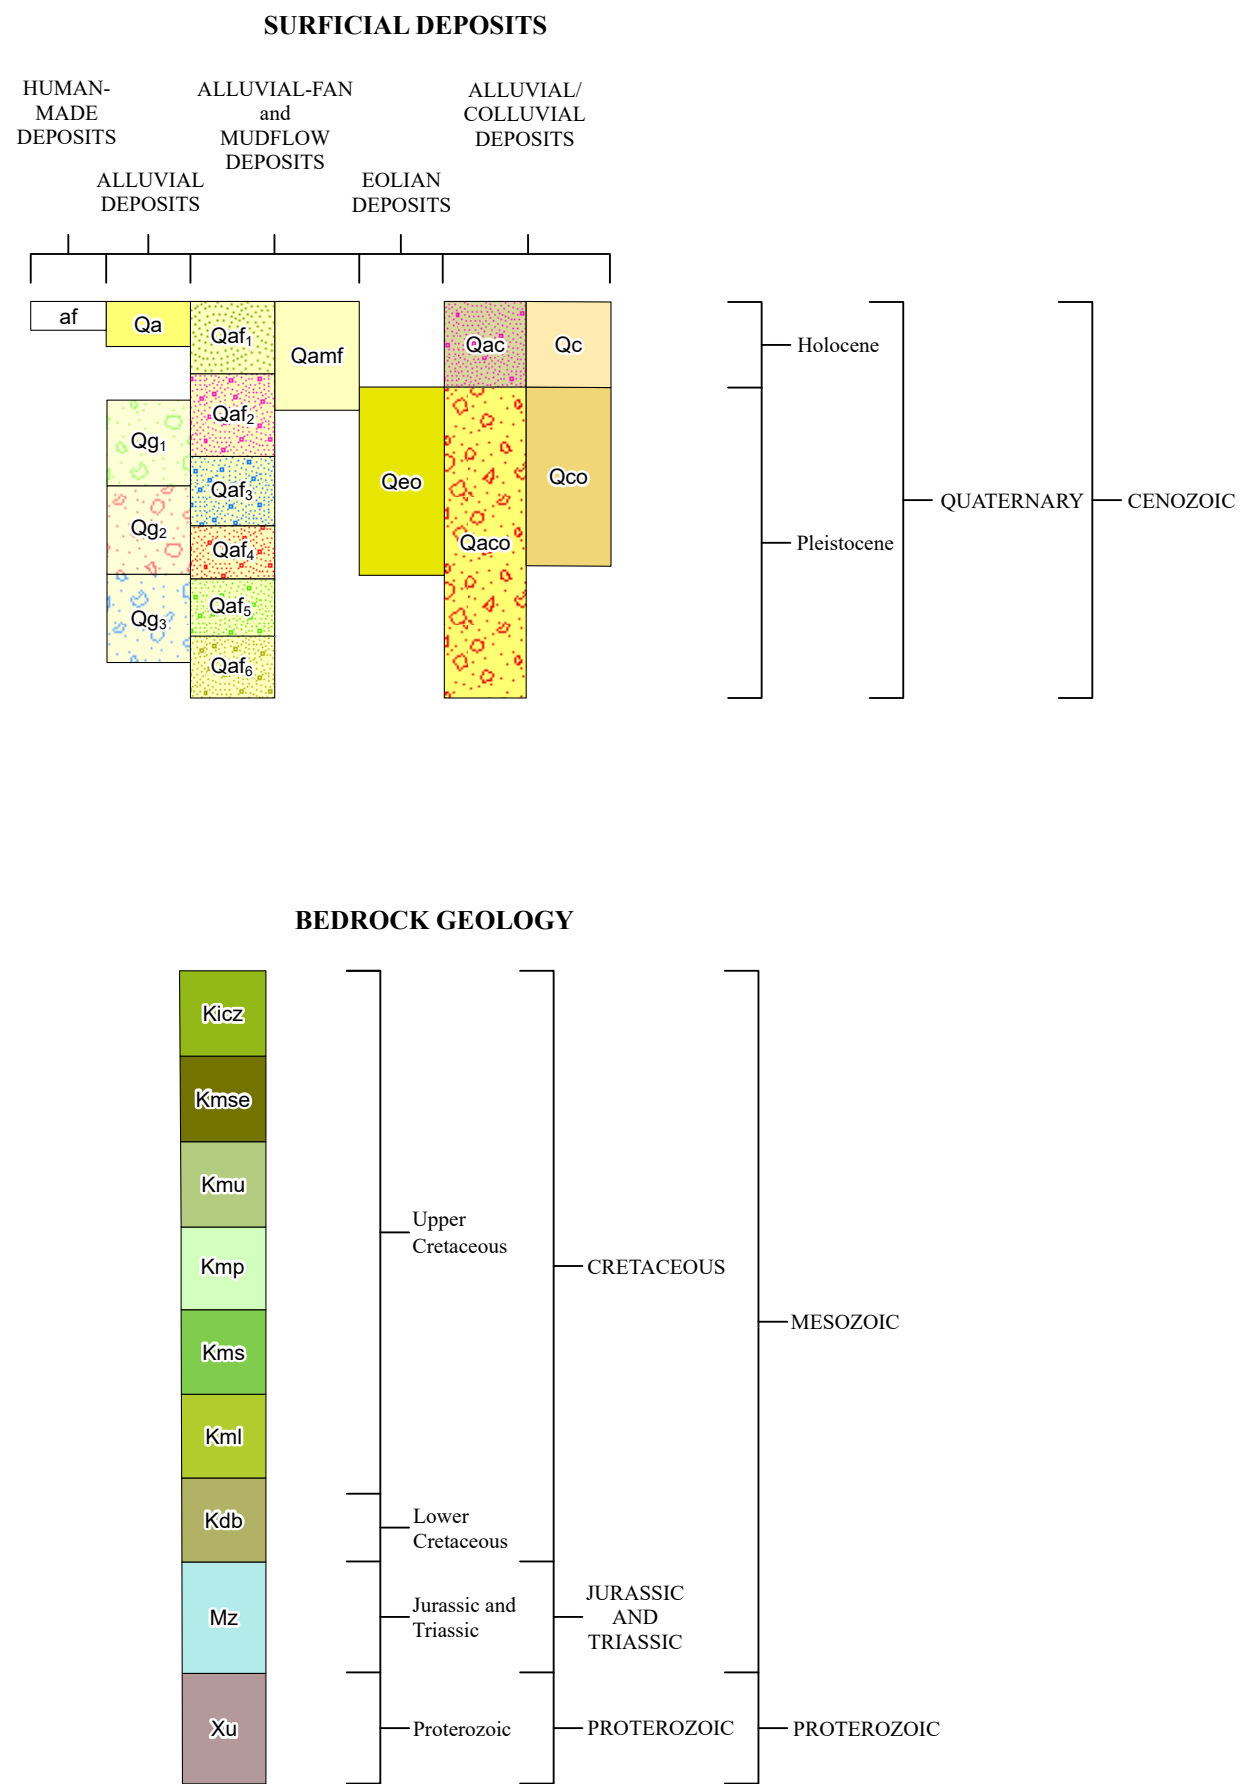 SURFICIAL DEPOSITS
HUMAN-
MADE
DEPOSITS
ALLUVIAL
DEPOSITS
ALLUVIAL-FAN
and
MUDFLOW
DEPOSITS
EOLIAN
DEPOSITS
ALLUVIAL/
COLLUVIAL
DEPOSITS
af
Qa
Qaf₁
Qamf
Qac
Qc
Qaf₂
Qg₁
Qaf₃
Qeo
Qco
Qg₂
Qaf₄
Qaco
Qaf₅
Qg₃
Qaf₆
Holocene
Pleistocene
QUATERNARY
CENOZOIC
BEDROCK GEOLOGY
Kicz
Kmse
Kmu
Kmp
Kms
Kml
Kdb
Mz
Xu
Upper
Cretaceous
Lower
Cretaceous
Jurassic and
Triassic
Proterozoic
CRETACEOUS
JURASSIC
AND
TRIASSIC
PROTEROZOIC
MESOZOIC
PROTEROZOIC